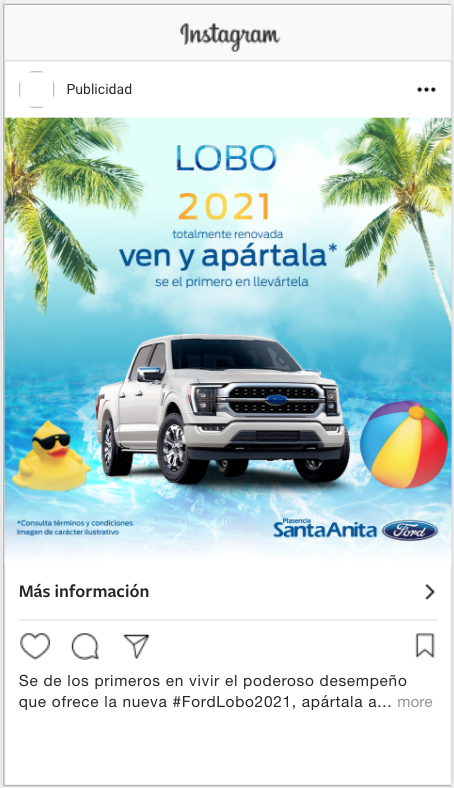 Instagram
Publicidad
LOBO
2021
totalmente renovada
ven y apártala*
se el primero en llevártela
*Consulta términos y condiciones.
Imagen de carácter ilustrativo
Plasencia
SantaAnita
Ford
Más información
Se de los primeros en vivir el poderoso desempeño
que ofrece la nueva #FordLobo2021, apártala a... more